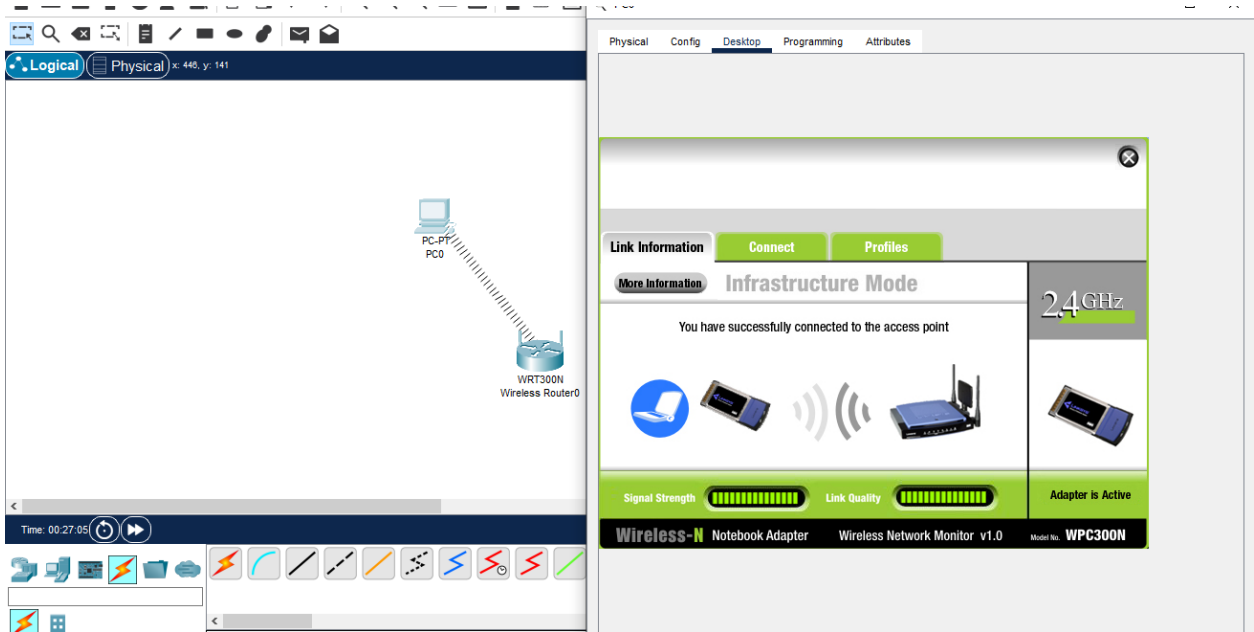 Logical Physical x: 446, y: 141
PC-PT
PC0
WRT300N
Wireless Router0
Time: 00:27:05
Physical Config Desktop Programming Attributes
Link Information Connect Profiles
More Information Infrastructure Mode
2.4GHz
You have successfully connected to the access point
Signal Strength Link Quality Adapter is Active
Wireless-N Notebook Adapter Wireless Network Monitor v1.0 Model No. WPC300N